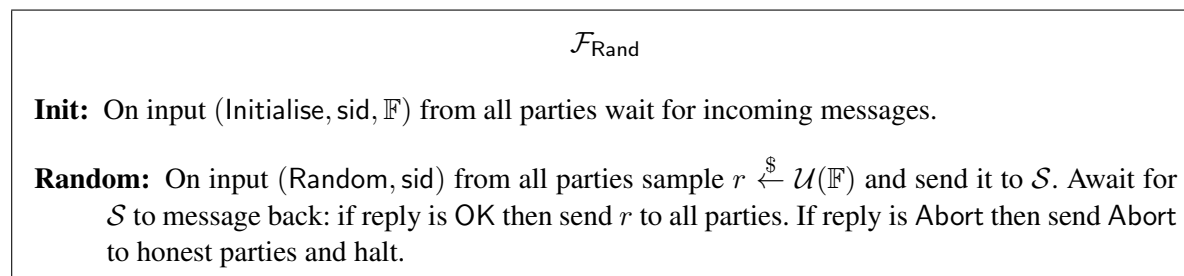 𝓕_Rand
Init: On input (Initialise, sid, 𝔽) from all parties wait for incoming messages.
Random: On input (Random, sid) from all parties sample r ←$ 𝒰(𝔽) and send it to 𝒮. Await for
𝒮 to message back: if reply is OK then send r to all parties. If reply is Abort then send Abort
to honest parties and halt.